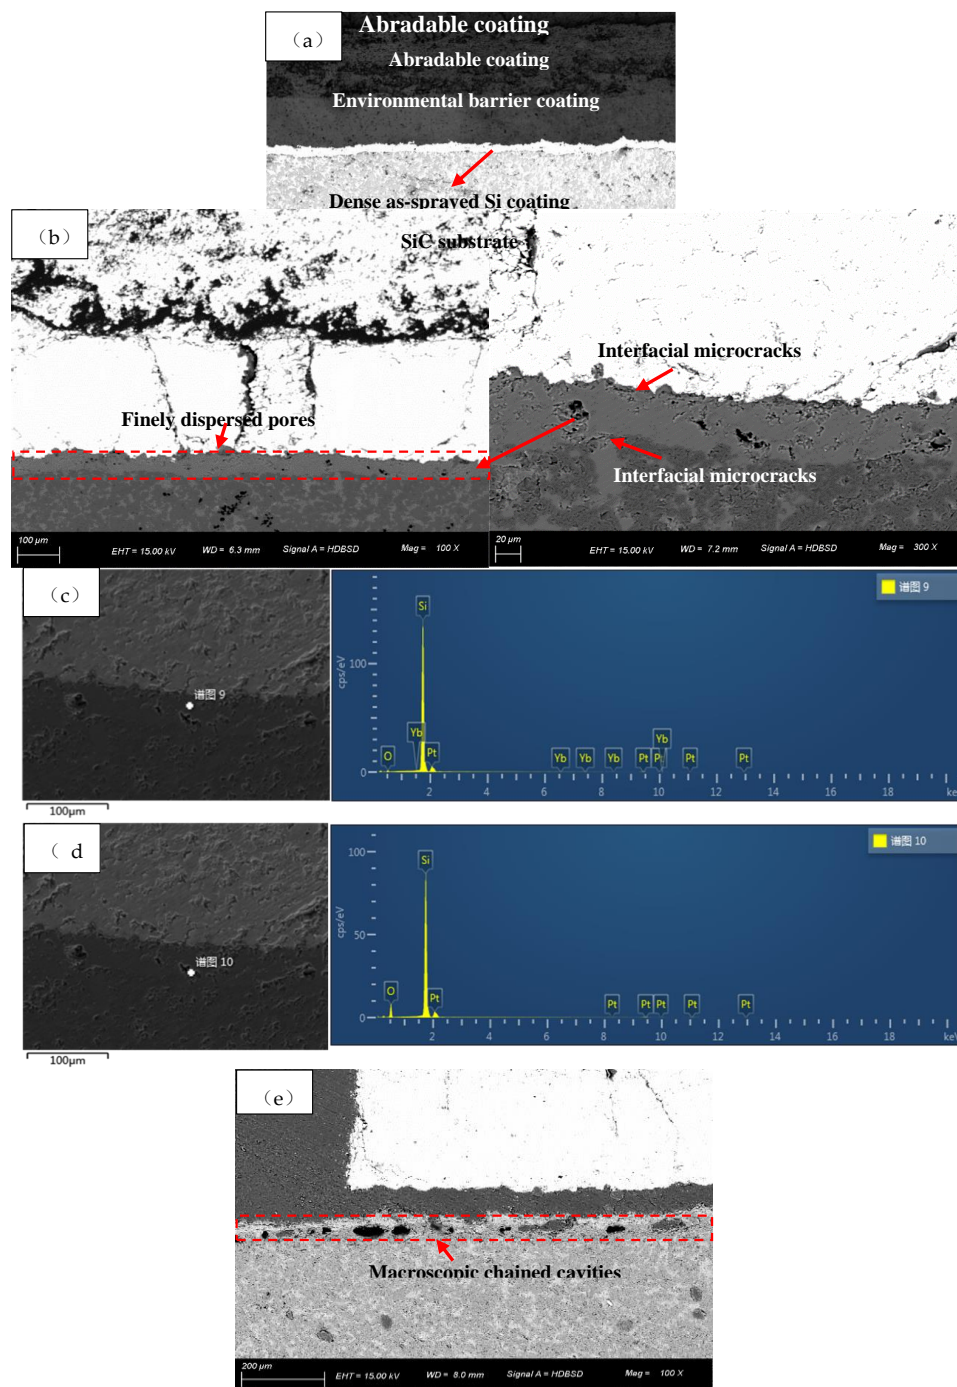 （a）
Abradable coating
Abradable coating
Environmental barrier coating
Dense as-sprayed Si coating
SiC substrate
（b）
Finely dispersed pores
Interfacial microcracks
Interfacial microcracks
100 μm
EHT = 15.00 kV
WD = 6.3 mm
Signal A = HDBSD
Mag = 100 X
20 μm
EHT = 15.00 kV
WD = 7.2 mm
Signal A = HDBSD
Mag = 300 X
（c）
谱图 9
100μm
谱图 9
cps/eV
100
0
Si
Yb
O
Pt
Yb
Yb
Yb
Pt
Yb
Pt
Pt
2 4 6 8 10 12 14 16 18 ke
（ d
谱图 10
100μm
谱图 10
cps/eV
100
50
0
Si
O
Pt
Pt
Pt
Pt
Pt
Pt
2 4 6 8 10 12 14 16 18 ke
（e）
Macroscopic chained cavities
200 μm
EHT = 15.00 kV
WD = 8.0 mm
Signal A = HDBSD
Mag = 100 X